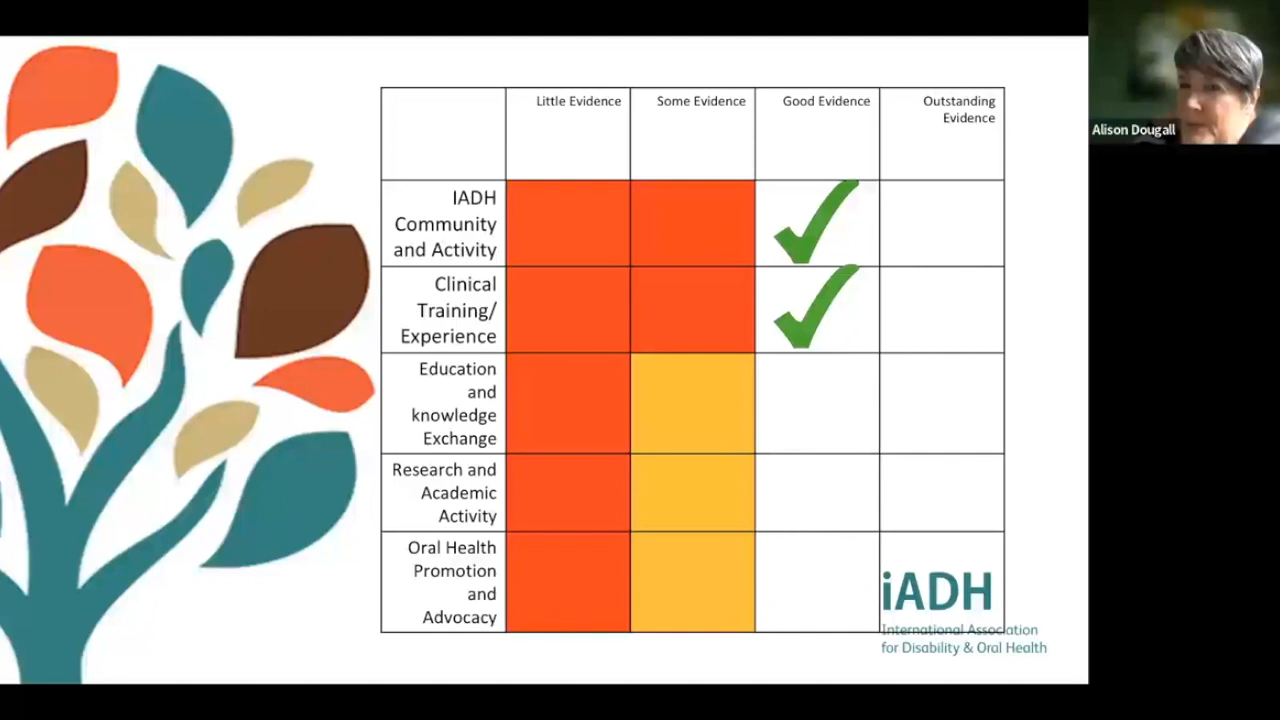 Little Evidence
Some Evidence
Good Evidence
Outstanding
Evidence
IADH
Community
and Activity
Clinical
Training/
Experience
Education
and
knowledge
Exchange
Research and
Academic
Activity
Oral Health
Promotion
and
Advocacy
iADH
International Association
for Disability & Oral Health
Alison Dougall